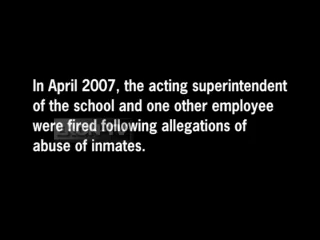 In April 2007, the acting superintendent
of the school and one other employee
were fired following allegations of
abuse of inmates.